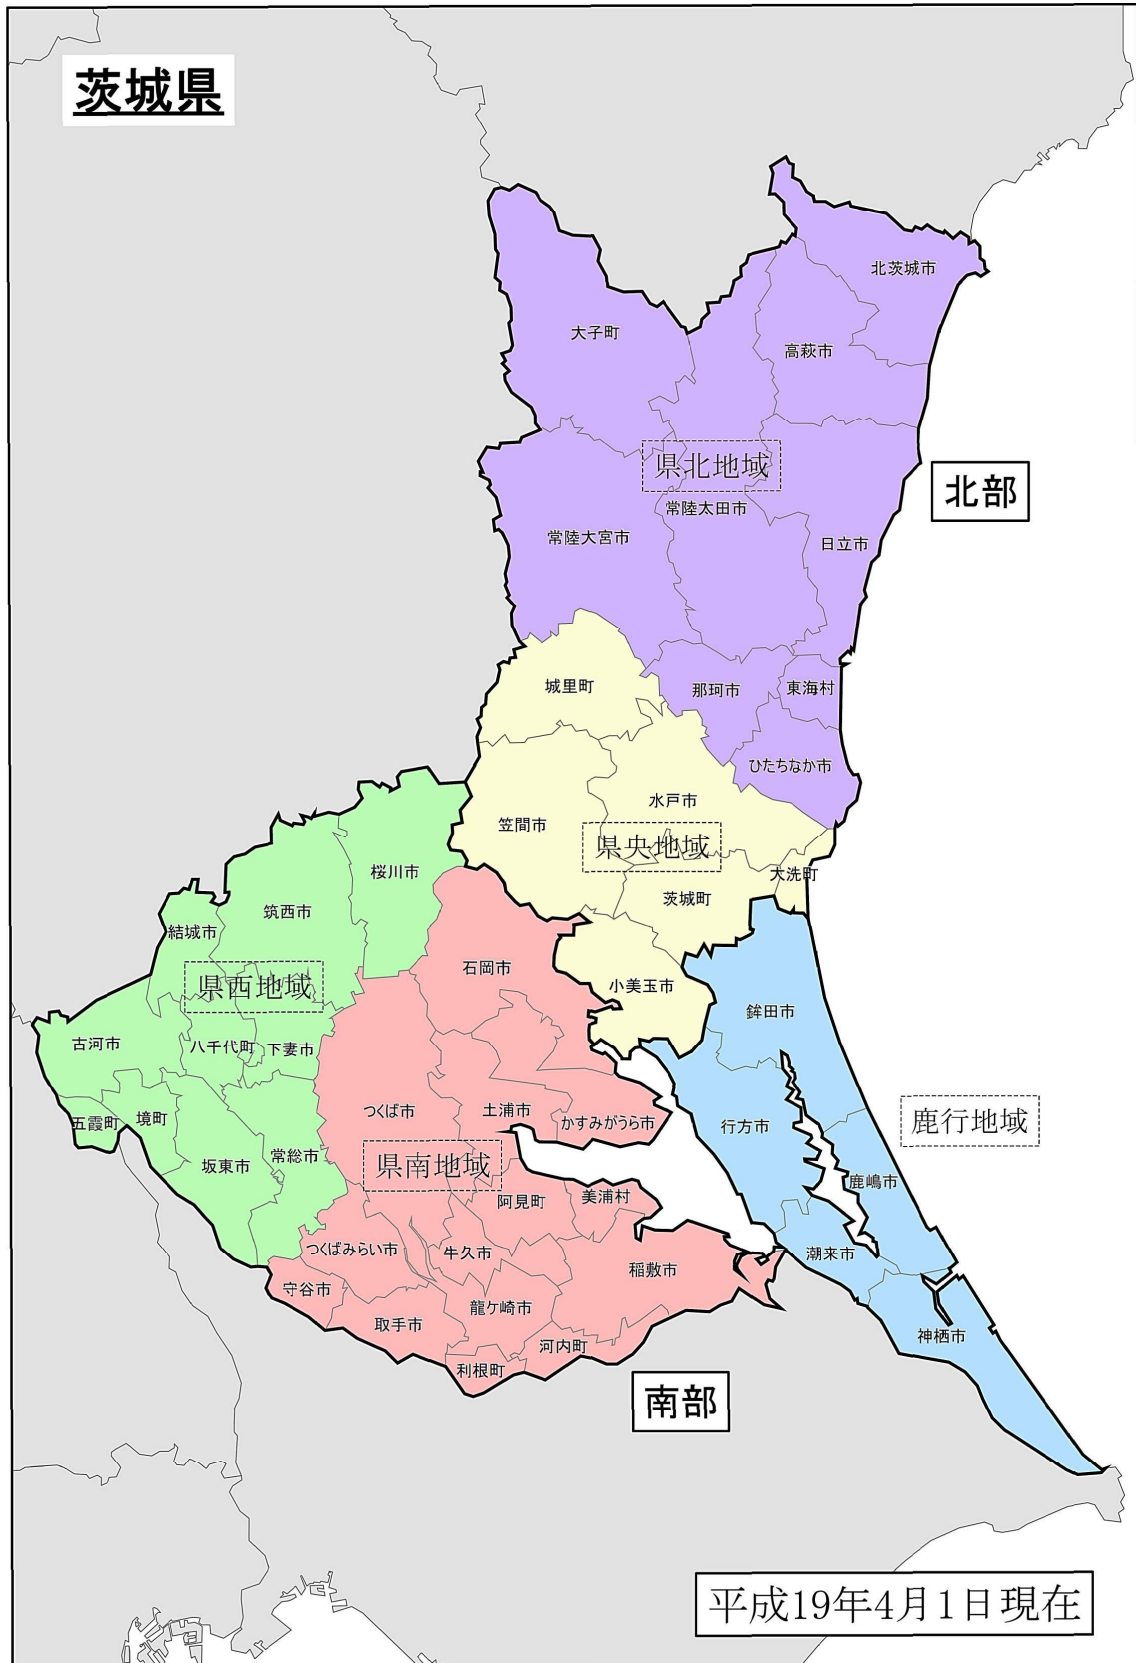 茨城県
北茨城市
大子町
高萩市
県北地域
北部
常陸太田市
常陸大宮市
日立市
城里町
那珂市
東海村
ひたちなか市
水戸市
笠間市
県央地域
桜川市
大洗町
茨城町
筑西市
結城市
石岡市
県西地域
小美玉市
鉾田市
古河市
八千代町
下妻市
つくば市
土浦市
かすみがうら市
鹿行地域
五霞町
境町
行方市
坂東市
常総市
県南地域
鹿嶋市
阿見町
美浦村
つくばみらい市
牛久市
潮来市
稲敷市
守谷市
龍ケ崎市
取手市
神栖市
河内町
利根町
南部
平成19年4月1日現在